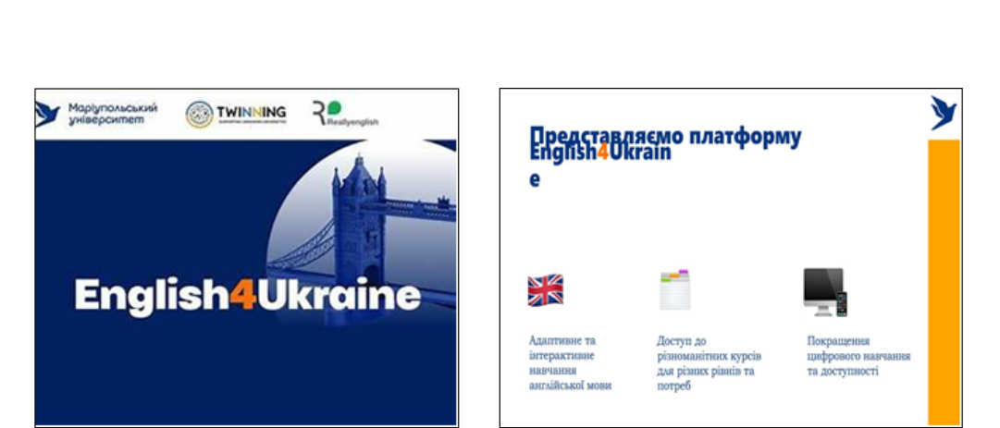 Маріупольський
університет
TWINNING
Reallyenglish
English4Ukraine
Представляємо платформу
English4Ukrain
e
Адаптивне та
інтерактивне
навчання
англійської мови
Доступ до
різноманітних курсів
для різних рівнів та
потреб
Покращення
цифрового навчання
та доступності